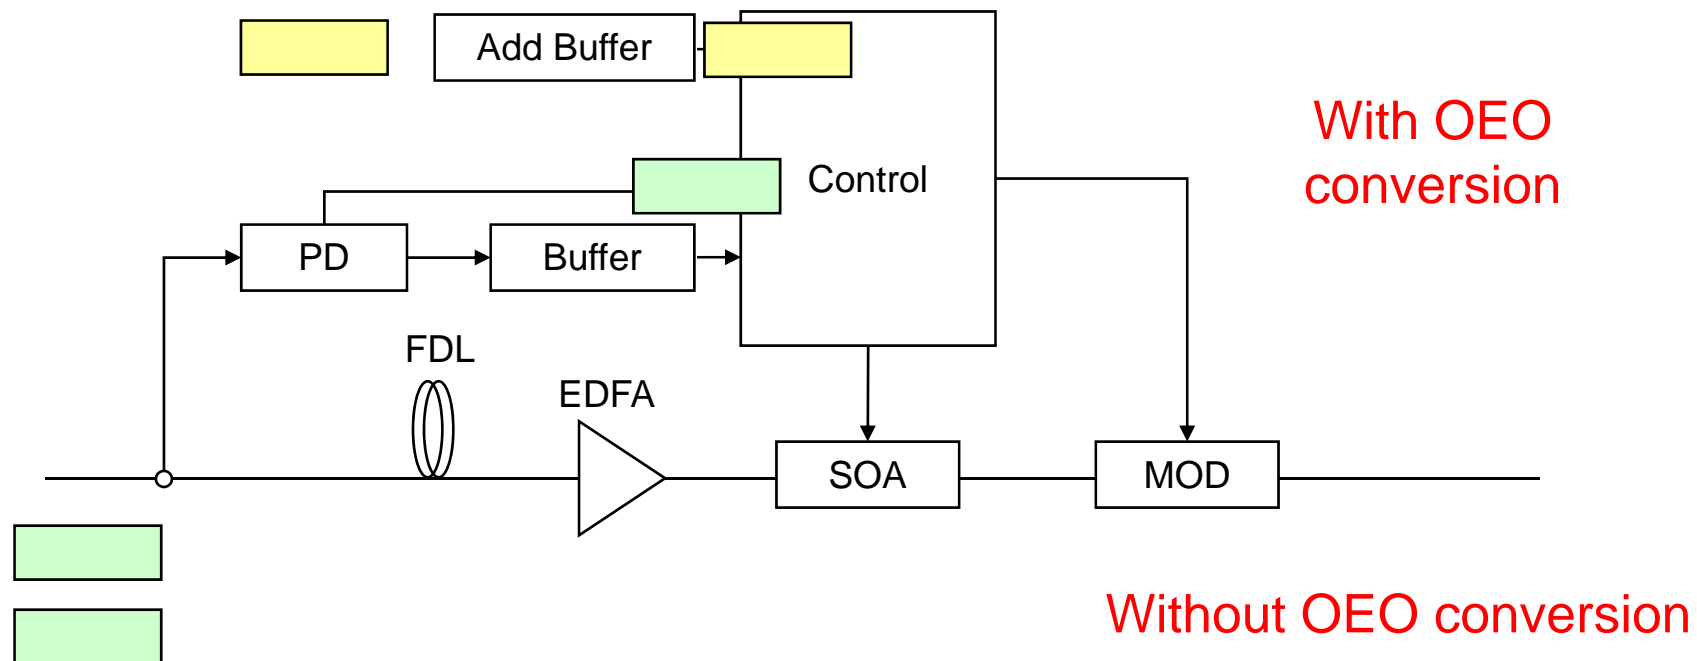 Add Buffer
With OEO
conversion
Control
PD
Buffer
FDL
EDFA
SOA
MOD
Without OEO conversion